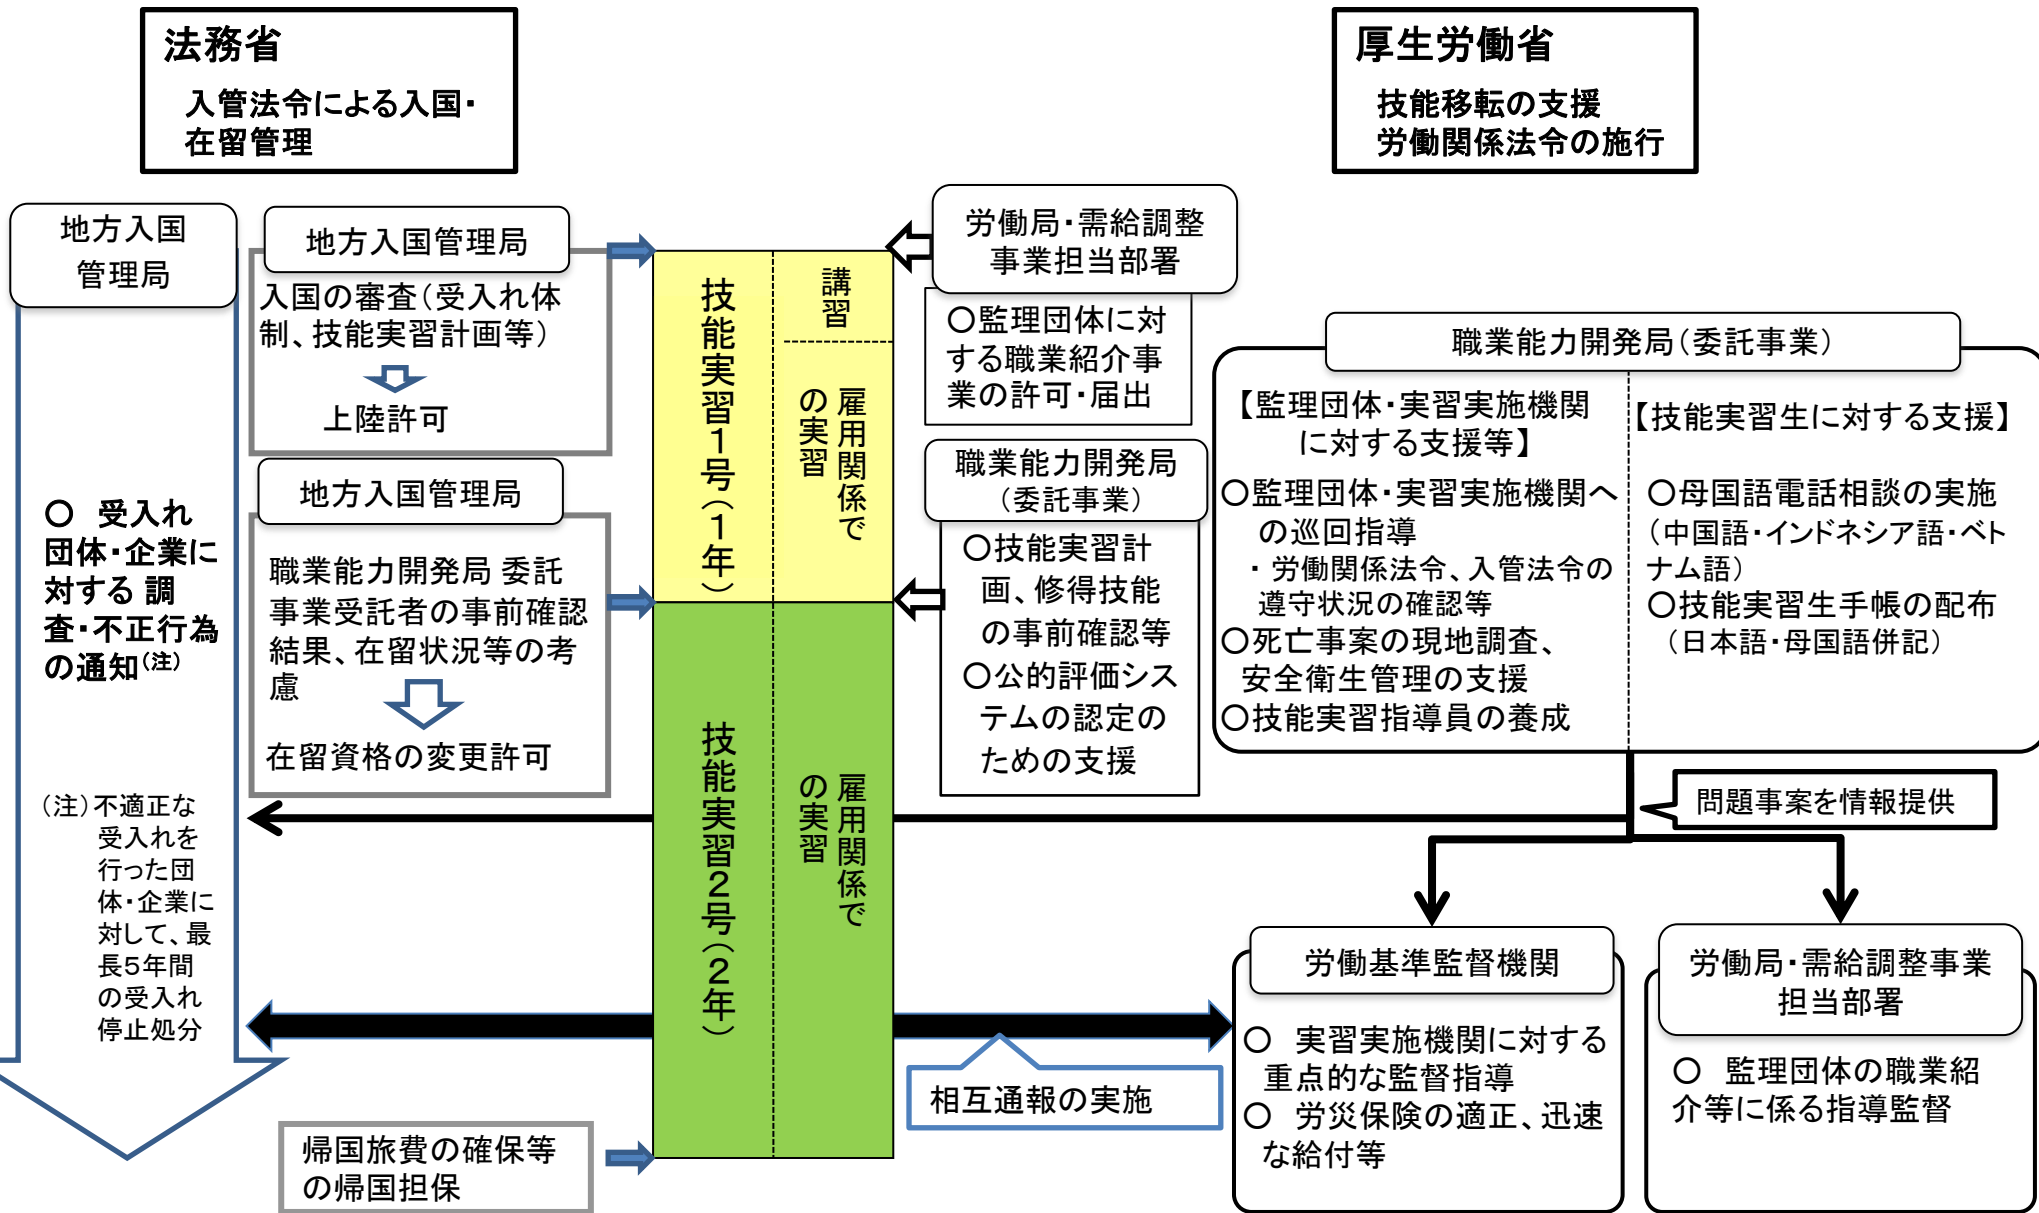 法務省
入管法令による入国・
在留管理
厚生労働省
技能移転の支援
労働関係法令の施行
地方入国
管理局
○ 受入れ
団体・企業に
対する 調
査・不正行為
の通知(注)
（注）不適正な
受入れを
行った団
体・企業に
対して、最
長５年間
の受入れ
停止処分
地方入国管理局
入国の審査（受入れ体
制、技能実習計画等）
上陸許可
地方入国管理局
職業能力開発局 委託
事業受託者の事前確認
結果、在留状況等の考
慮
在留資格の変更許可
帰国旅費の確保等
の帰国担保
技能実習１号（１年）
講習
雇用関係で
の実習
技能実習２号（２年）
雇用関係で
の実習
労働局・需給調整
事業担当部署
○監理団体に対
する職業紹介事
業の許可・届出
職業能力開発局
（委託事業）
○技能実習計
画、修得技能
の事前確認等
○公的評価シス
テムの認定の
ための支援
職業能力開発局（委託事業）
【監理団体・実習実施機関
に対する支援等】
○監理団体・実習実施機関へ
の巡回指導
・ 労働関係法令、入管法令の
遵守状況の確認等
○死亡事案の現地調査、
安全衛生管理の支援
○技能実習指導員の養成
【技能実習生に対する支援】
○母国語電話相談の実施
（中国語・インドネシア語・ベト
ナム語）
○技能実習生手帳の配布
（日本語・母国語併記）
問題事案を情報提供
相互通報の実施
労働基準監督機関
○ 実習実施機関に対する
重点的な監督指導
○ 労災保険の適正、迅速
な給付等
労働局・需給調整事業
担当部署
○ 監理団体の職業紹
介等に係る指導監督